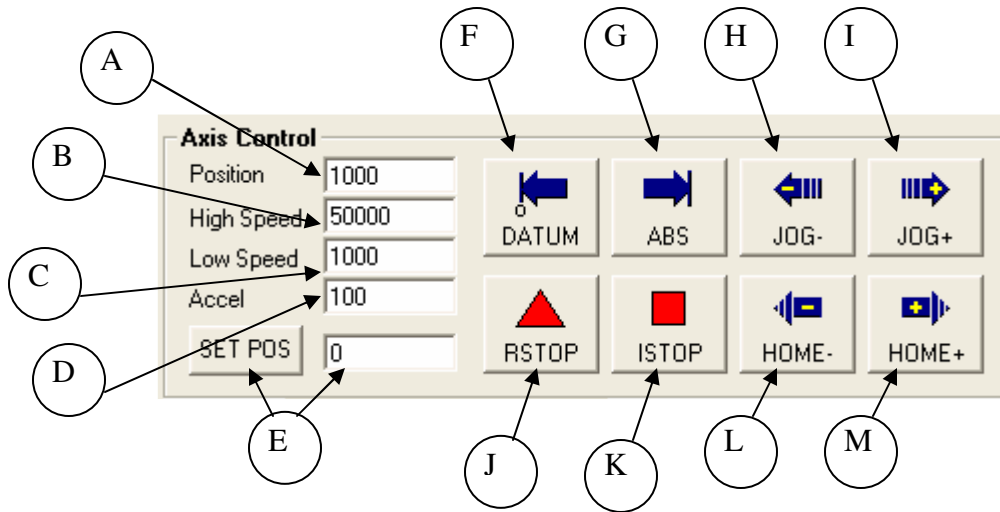 F G H I
A
B
C
D
E
J K L M
Axis Control
Position 1000
High Speed 50000
Low Speed 1000
Accel 100
SET POS 0
0
DATUM ABS JOG- JOG+
RSTOP ISTOP HOME- HOME+